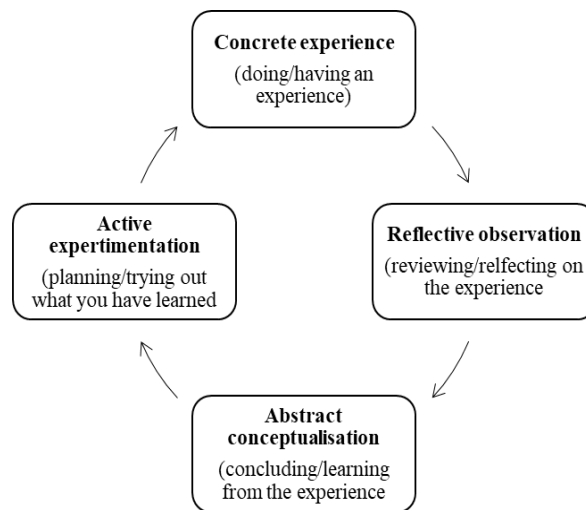 Concrete experience
(doing/having an
experience)
Active
expertimentation
(planning/trying out
what you have learned
Reflective observation
(reviewing/relfecting on
the experience
Abstract
conceptualisation
(concluding/learning
from the experience